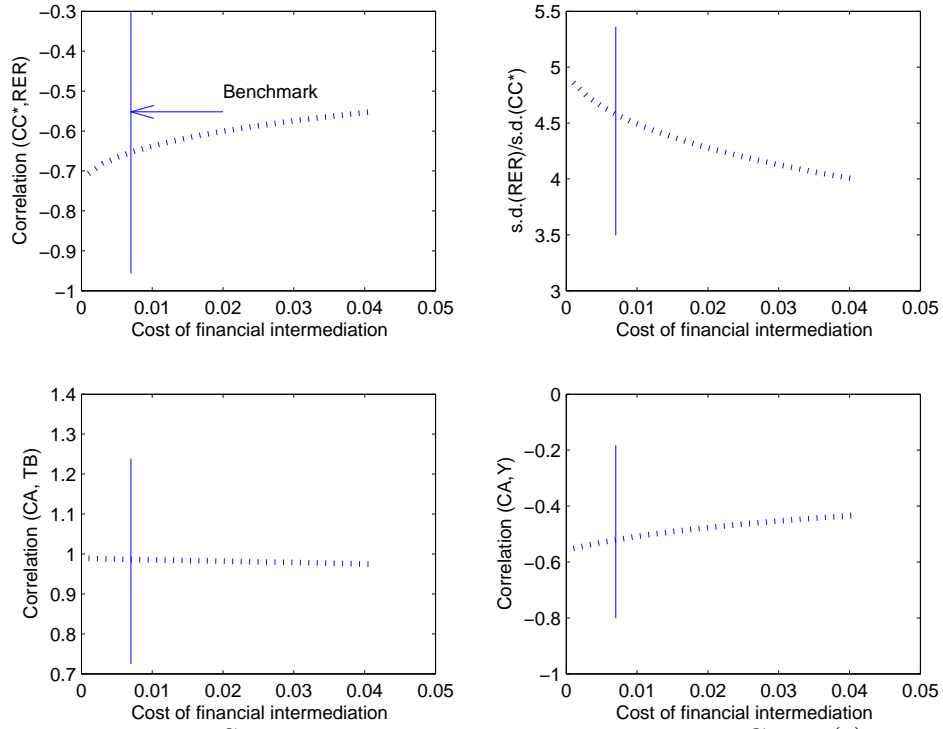 −0.3
−0.4
−0.5
−0.6
−0.7
−0.8
−0.9
−1
Correlation (CC*,RER)
Benchmark
0 0.01 0.02 0.03 0.04 0.05
Cost of financial intermediation
5.5
5
4.5
4
3.5
3
s.d.(RER)/s.d.(CC*)
0 0.01 0.02 0.03 0.04 0.05
Cost of financial intermediation
1.4
1.3
1.2
1.1
1
0.9
0.8
0.7
Correlation (CA, TB)
0 0.01 0.02 0.03 0.04 0.05
Cost of financial intermediation
0
−0.2
−0.4
−0.6
−0.8
−1
Correlation (CA,Y)
0 0.01 0.02 0.03 0.04 0.05
Cost of financial intermediation